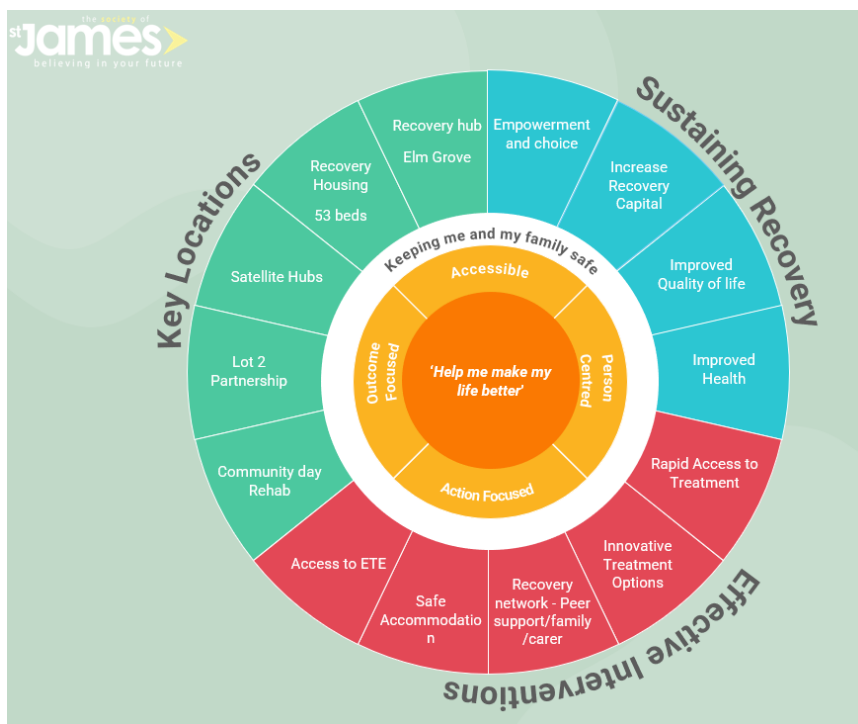 the society of
st James
believing in your future
Key Locations
Sustaining Recovery
Effective Interventions
Recovery hub
Elm Grove
Empowerment
and choice
Increase
Recovery
Capital
Improved
Quality of life
Improved
Health
Rapid Access to
Treatment
Innovative
Treatment
Options
Recovery
network - Peer
support/family
/carer
Safe
Accommodatio
n
Access to ETE
Community day
Rehab
Lot 2
Partnership
Satellite Hubs
Recovery
Housing
53 beds
Keeping me and my family safe
Accessible
Person
Centred
Action Focused
Outcome
Focused
‘Help me make my
life better’